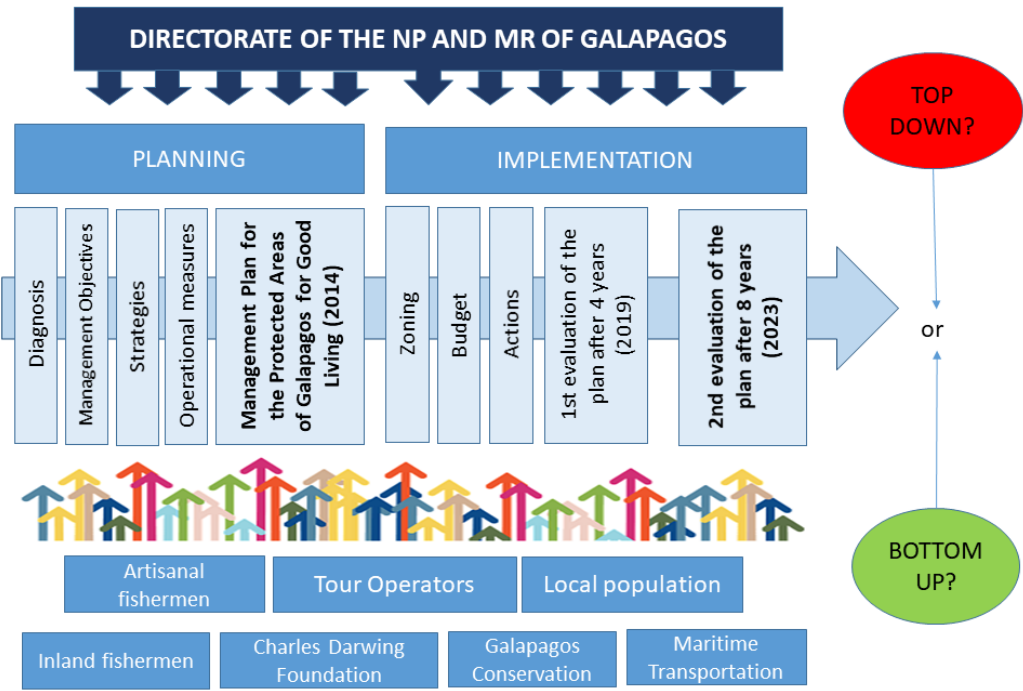 DIRECTORATE OF THE NP AND MR OF GALAPAGOS
TOP
DOWN?
PLANNING
IMPLEMENTATION
Diagnosis
Management Objectives
Strategies
Operational measures
Management Plan for
the Protected Areas
of Galapagos for Good
Living (2014)
Zoning
Budget
Actions
1st evaluation of the
plan after 4 years
(2019)
2nd evaluation of the
plan after 8 years
(2023)
or
BOTTOM
UP?
Artisanal
fishermen
Tour Operators
Local population
Inland fishermen
Charles Darwing
Foundation
Galapagos
Conservation
Maritime
Transportation